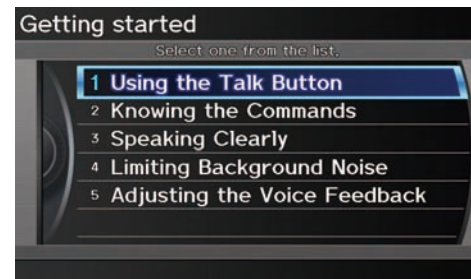 Getting started
Select one from the list.
1 Using the Talk Button
2 Knowing the Commands
3 Speaking Clearly
4 Limiting Background Noise
5 Adjusting the Voice Feedback